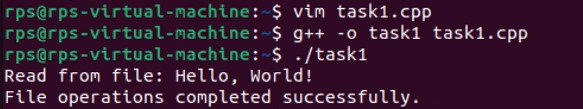 rps@rps-virtual-machine:~$ vim task1.cpp
rps@rps-virtual-machine:~$ g++ -o task1 task1.cpp
rps@rps-virtual-machine:~$ ./task1
Read from file: Hello, World!
File operations completed successfully.